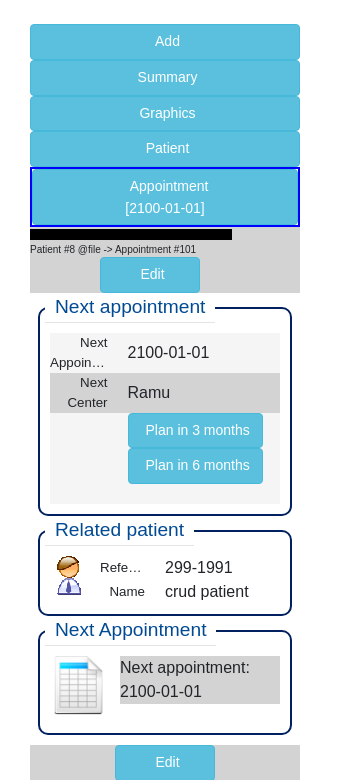 Add
Summary
Graphics
Patient
Appointment
[2100-01-01]
Patient #8 @file -> Appointment #101
Edit
Next appointment
Next
Appoin…
2100-01-01
Next
Center
Ramu
Plan in 3 months
Plan in 6 months
Related patient
Refe…
299-1991
Name
crud patient
Next Appointment
Next appointment:
2100-01-01
Edit